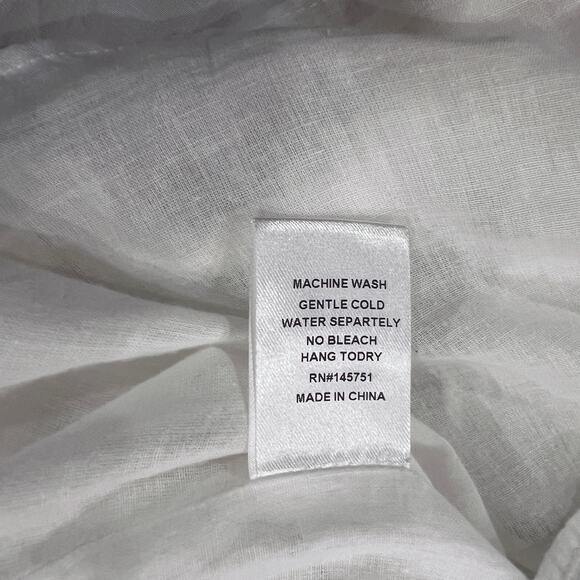 MACHINE WASH
GENTLE COLD
WATER SEPARTELY
NO BLEACH
HANG TODRY
RN#145751
MADE IN CHINA